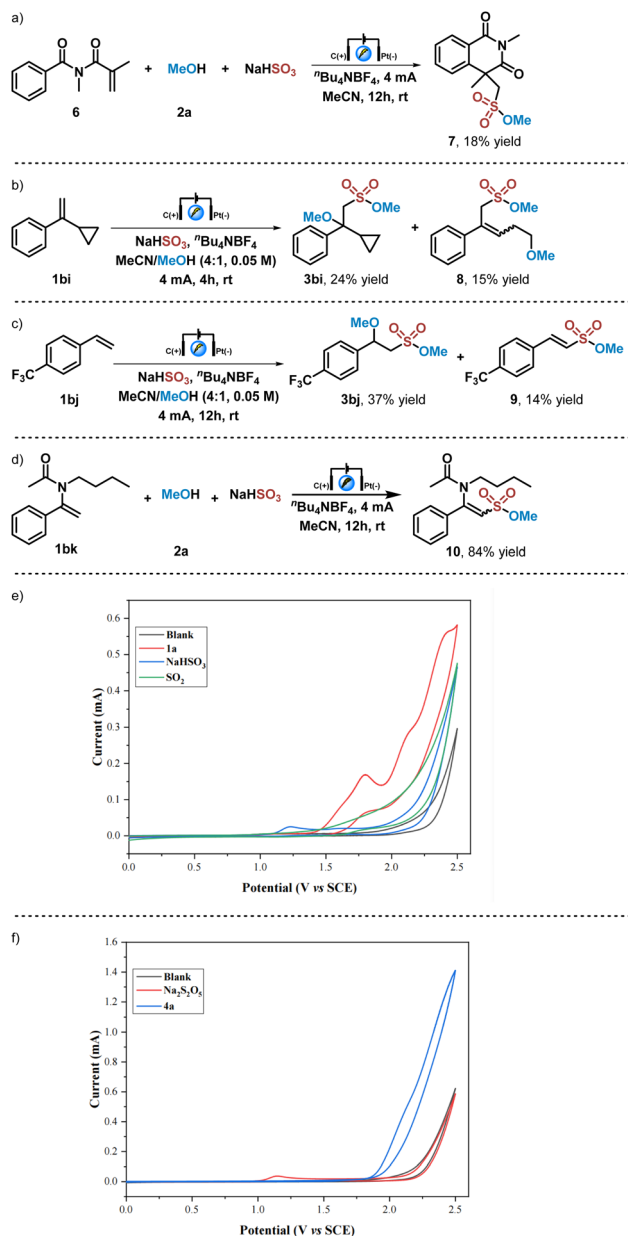 a)
O O
N
6
+ MeOH + NaHSO₃
2a
C(+) Pt(-)
ⁿBu₄NBF₄, 4 mA
MeCN, 12h, rt
O
N
O
O
S
O
OMe
7, 18% yield
b)
1bi
C(+) Pt(-)
NaHSO₃, ⁿBu₄NBF₄
MeCN/MeOH (4:1, 0.05 M)
4 mA, 4h, rt
O O
S
MeO OMe
3bi, 24% yield
+
O O
S
OMe
OMe
8, 15% yield
c)
F₃C
1bj
C(+) Pt(-)
NaHSO₃, ⁿBu₄NBF₄
MeCN/MeOH (4:1, 0.05 M)
4 mA, 12h, rt
OMe O O
S
OMe
F₃C
3bj, 37% yield
+
O O
S
OMe
F₃C
9, 14% yield
d)
O
N
1bk
+ MeOH + NaHSO₃
2a
C(+) Pt(-)
ⁿBu₄NBF₄, 4 mA
MeCN, 12h, rt
O
N O O
S
OMe
10, 84% yield
e)
Blank
1a
NaHSO₃
SO₂
Current (mA)
0.6
0.5
0.4
0.3
0.2
0.1
0.0
0.0 0.5 1.0 1.5 2.0 2.5
Potential (V vs SCE)
f)
Blank
Na₂S₂O₅
4a
Current (mA)
1.6
1.4
1.2
1.0
0.8
0.6
0.4
0.2
0.0
0.0 0.5 1.0 1.5 2.0 2.5
Potential (V vs SCE)